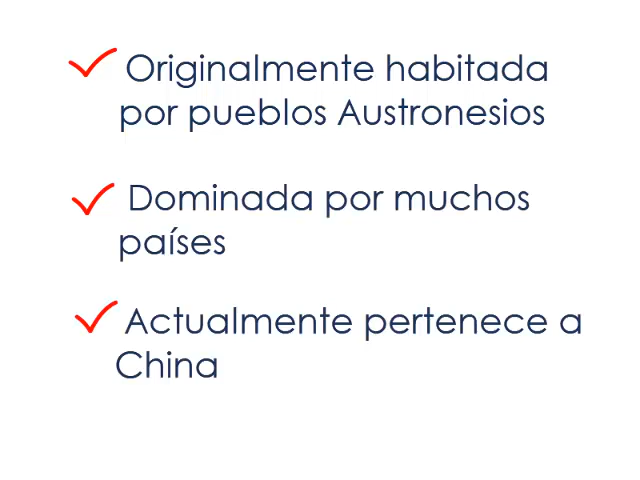 Originalmente habitada
por pueblos Austronesios
Dominada por muchos
países
Actualmente pertenece a
China